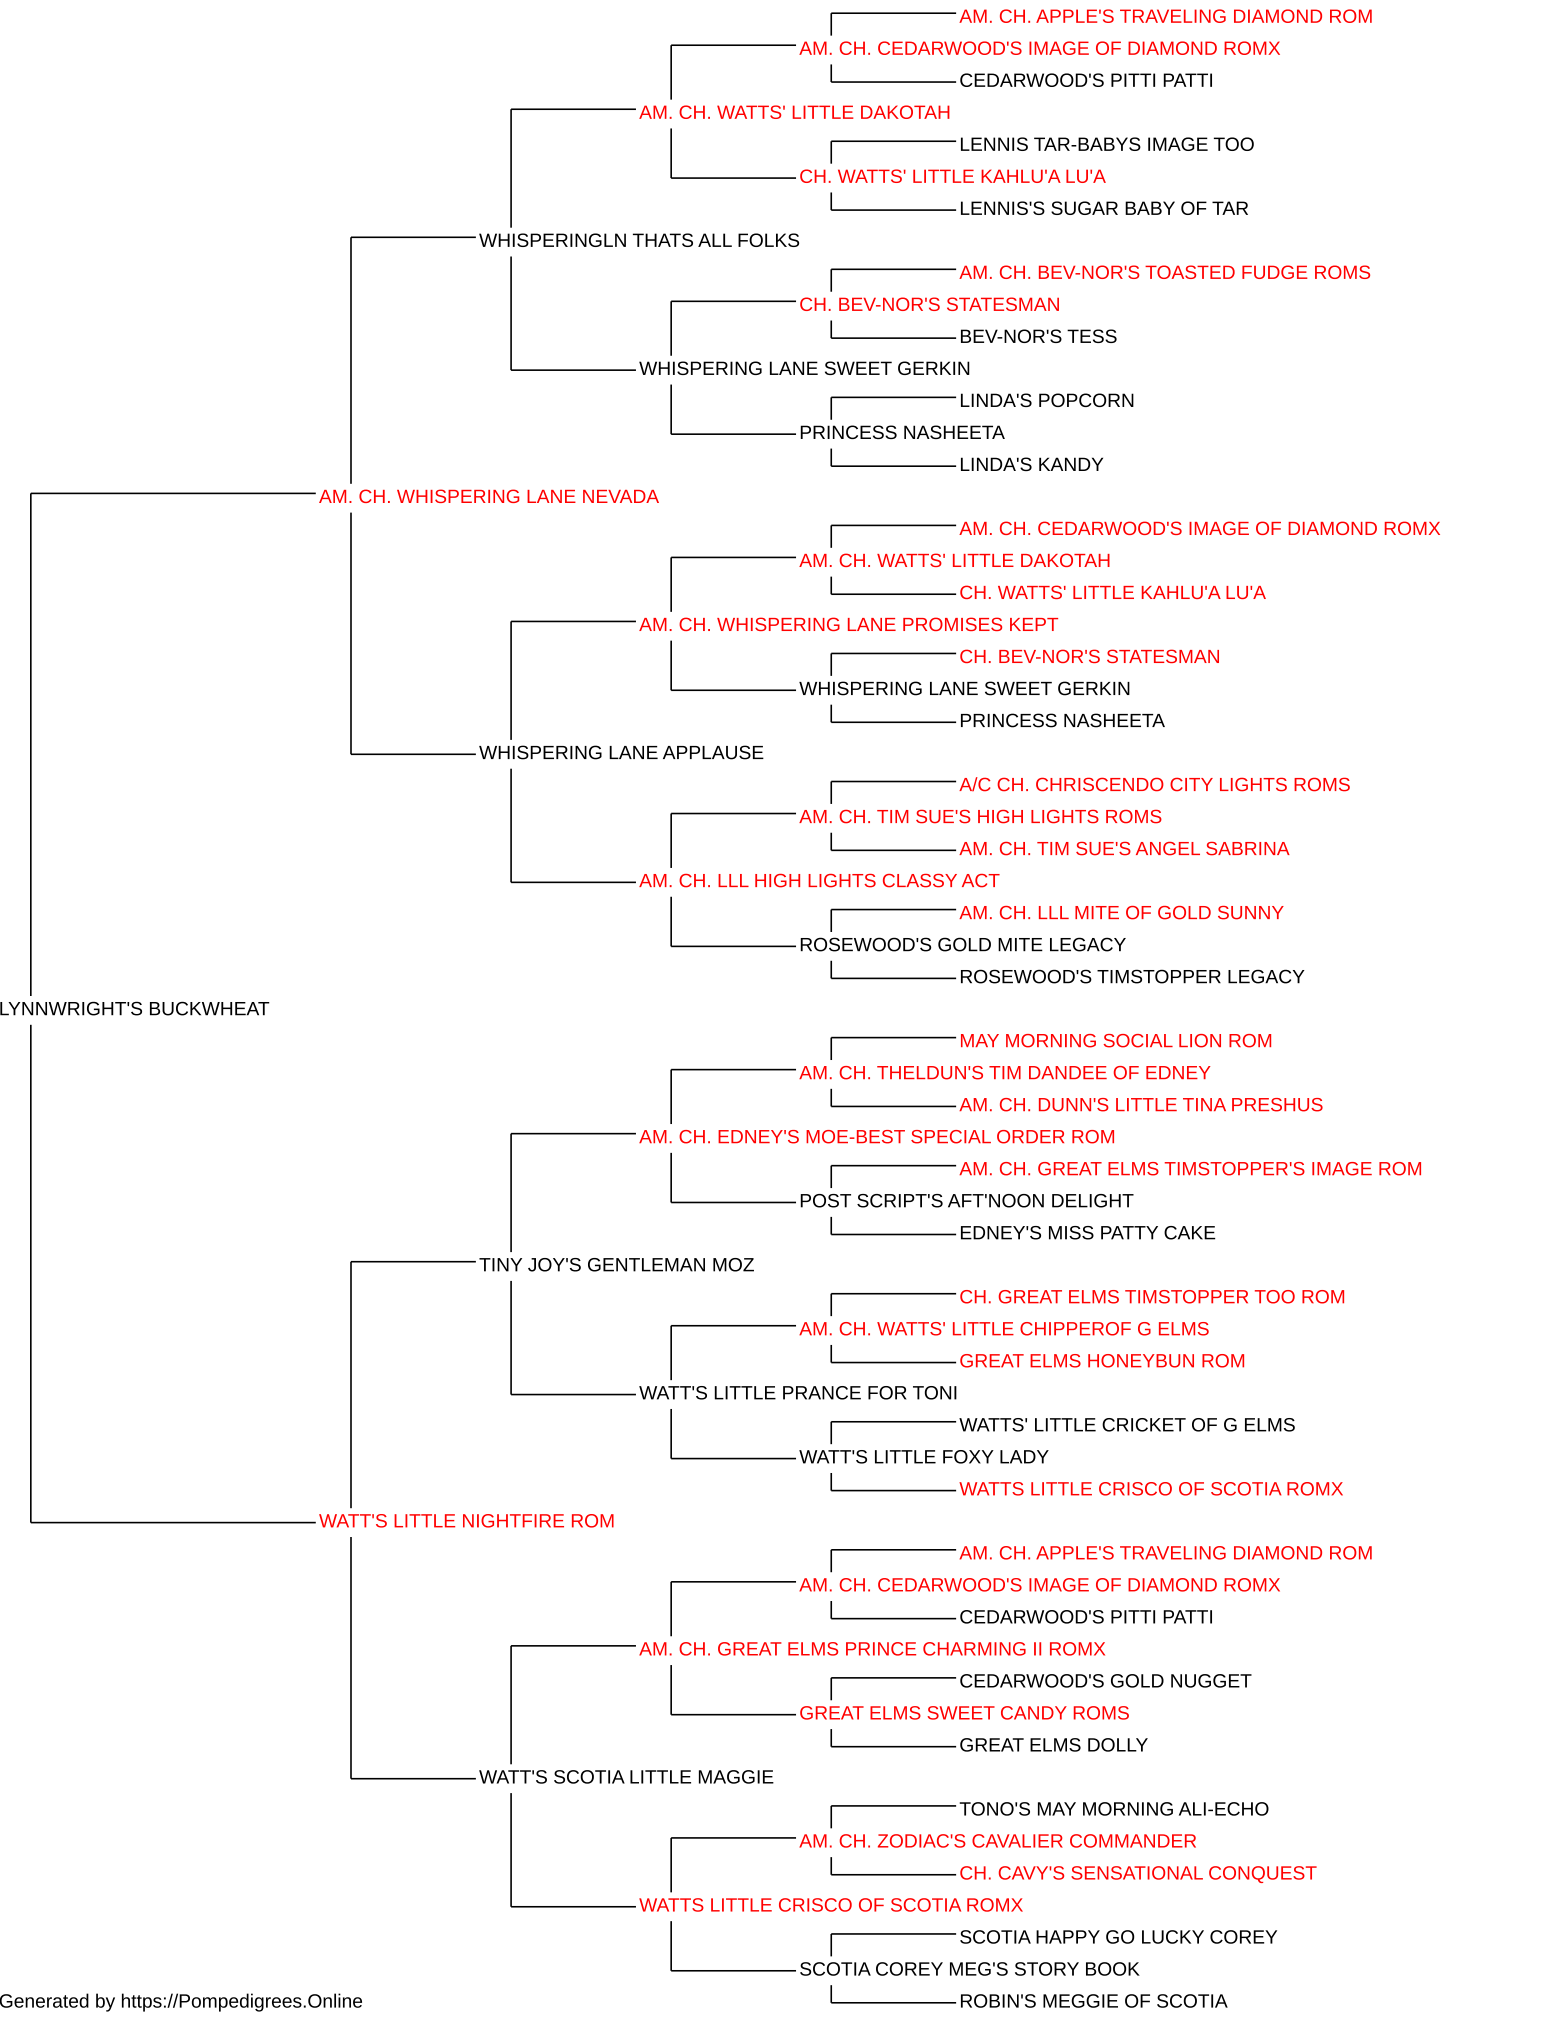 AM. CH. APPLE'S TRAVELING DIAMOND ROM
AM. CH. CEDARWOOD'S IMAGE OF DIAMOND ROMX
CEDARWOOD'S PITTI PATTI
AM. CH. WATTS' LITTLE DAKOTAH
LENNIS TAR-BABYS IMAGE TOO
CH. WATTS' LITTLE KAHLU'A LU'A
LENNIS'S SUGAR BABY OF TAR
WHISPERINGLN THATS ALL FOLKS
AM. CH. BEV-NOR'S TOASTED FUDGE ROMS
CH. BEV-NOR'S STATESMAN
BEV-NOR'S TESS
WHISPERING LANE SWEET GERKIN
LINDA'S POPCORN
PRINCESS NASHEETA
LINDA'S KANDY
AM. CH. WHISPERING LANE NEVADA
AM. CH. CEDARWOOD'S IMAGE OF DIAMOND ROMX
AM. CH. WATTS' LITTLE DAKOTAH
CH. WATTS' LITTLE KAHLU'A LU'A
AM. CH. WHISPERING LANE PROMISES KEPT
CH. BEV-NOR'S STATESMAN
WHISPERING LANE SWEET GERKIN
PRINCESS NASHEETA
WHISPERING LANE APPLAUSE
A/C CH. CHRISCENDO CITY LIGHTS ROMS
AM. CH. TIM SUE'S HIGH LIGHTS ROMS
AM. CH. TIM SUE'S ANGEL SABRINA
AM. CH. LLL HIGH LIGHTS CLASSY ACT
AM. CH. LLL MITE OF GOLD SUNNY
ROSEWOOD'S GOLD MITE LEGACY
ROSEWOOD'S TIMSTOPPER LEGACY
LYNNWRIGHT'S BUCKWHEAT
MAY MORNING SOCIAL LION ROM
AM. CH. THELDUN'S TIM DANDEE OF EDNEY
AM. CH. DUNN'S LITTLE TINA PRESHUS
AM. CH. EDNEY'S MOE-BEST SPECIAL ORDER ROM
AM. CH. GREAT ELMS TIMSTOPPER'S IMAGE ROM
POST SCRIPT'S AFT'NOON DELIGHT
EDNEY'S MISS PATTY CAKE
TINY JOY'S GENTLEMAN MOZ
CH. GREAT ELMS TIMSTOPPER TOO ROM
AM. CH. WATTS' LITTLE CHIPPEROF G ELMS
GREAT ELMS HONEYBUN ROM
WATT'S LITTLE PRANCE FOR TONI
WATTS' LITTLE CRICKET OF G ELMS
WATT'S LITTLE FOXY LADY
WATTS LITTLE CRISCO OF SCOTIA ROMX
WATT'S LITTLE NIGHTFIRE ROM
AM. CH. APPLE'S TRAVELING DIAMOND ROM
AM. CH. CEDARWOOD'S IMAGE OF DIAMOND ROMX
CEDARWOOD'S PITTI PATTI
AM. CH. GREAT ELMS PRINCE CHARMING II ROMX
CEDARWOOD'S GOLD NUGGET
GREAT ELMS SWEET CANDY ROMS
GREAT ELMS DOLLY
WATT'S SCOTIA LITTLE MAGGIE
TONO'S MAY MORNING ALI-ECHO
AM. CH. ZODIAC'S CAVALIER COMMANDER
CH. CAVY'S SENSATIONAL CONQUEST
WATTS LITTLE CRISCO OF SCOTIA ROMX
SCOTIA HAPPY GO LUCKY COREY
SCOTIA COREY MEG'S STORY BOOK
ROBIN'S MEGGIE OF SCOTIA
Generated by https://Pompedigrees.Online